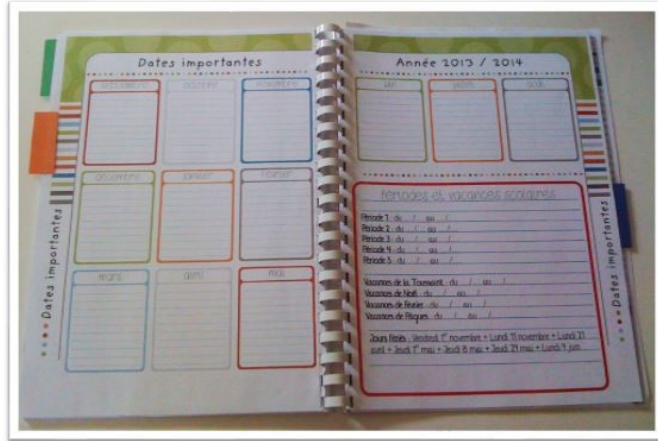 Dates importantes
septembre
octobre
novembre
décembre
janvier
février
mars
avril
mai
Dates importantes
Année 2013 / 2014
juin
juillet
août
Périodes et vacances scolaires
Période 1 : du / au /
Période 2 : du / au /
Période 3 : du / au /
Période 4 : du / au /
Période 5 : du / au /
Vacances de la Toussaint : du / au /
Vacances de Noël : du / au /
Vacances de Février : du / au /
Vacances de Pâques : du / au /
Jours fériés : Vendredi 1er novembre + Lundi 11 novembre + Lundi 21
avril + Jeudi 1er mai + Jeudi 8 mai + Jeudi 29 mai + Lundi 9 juin
Dates importantes